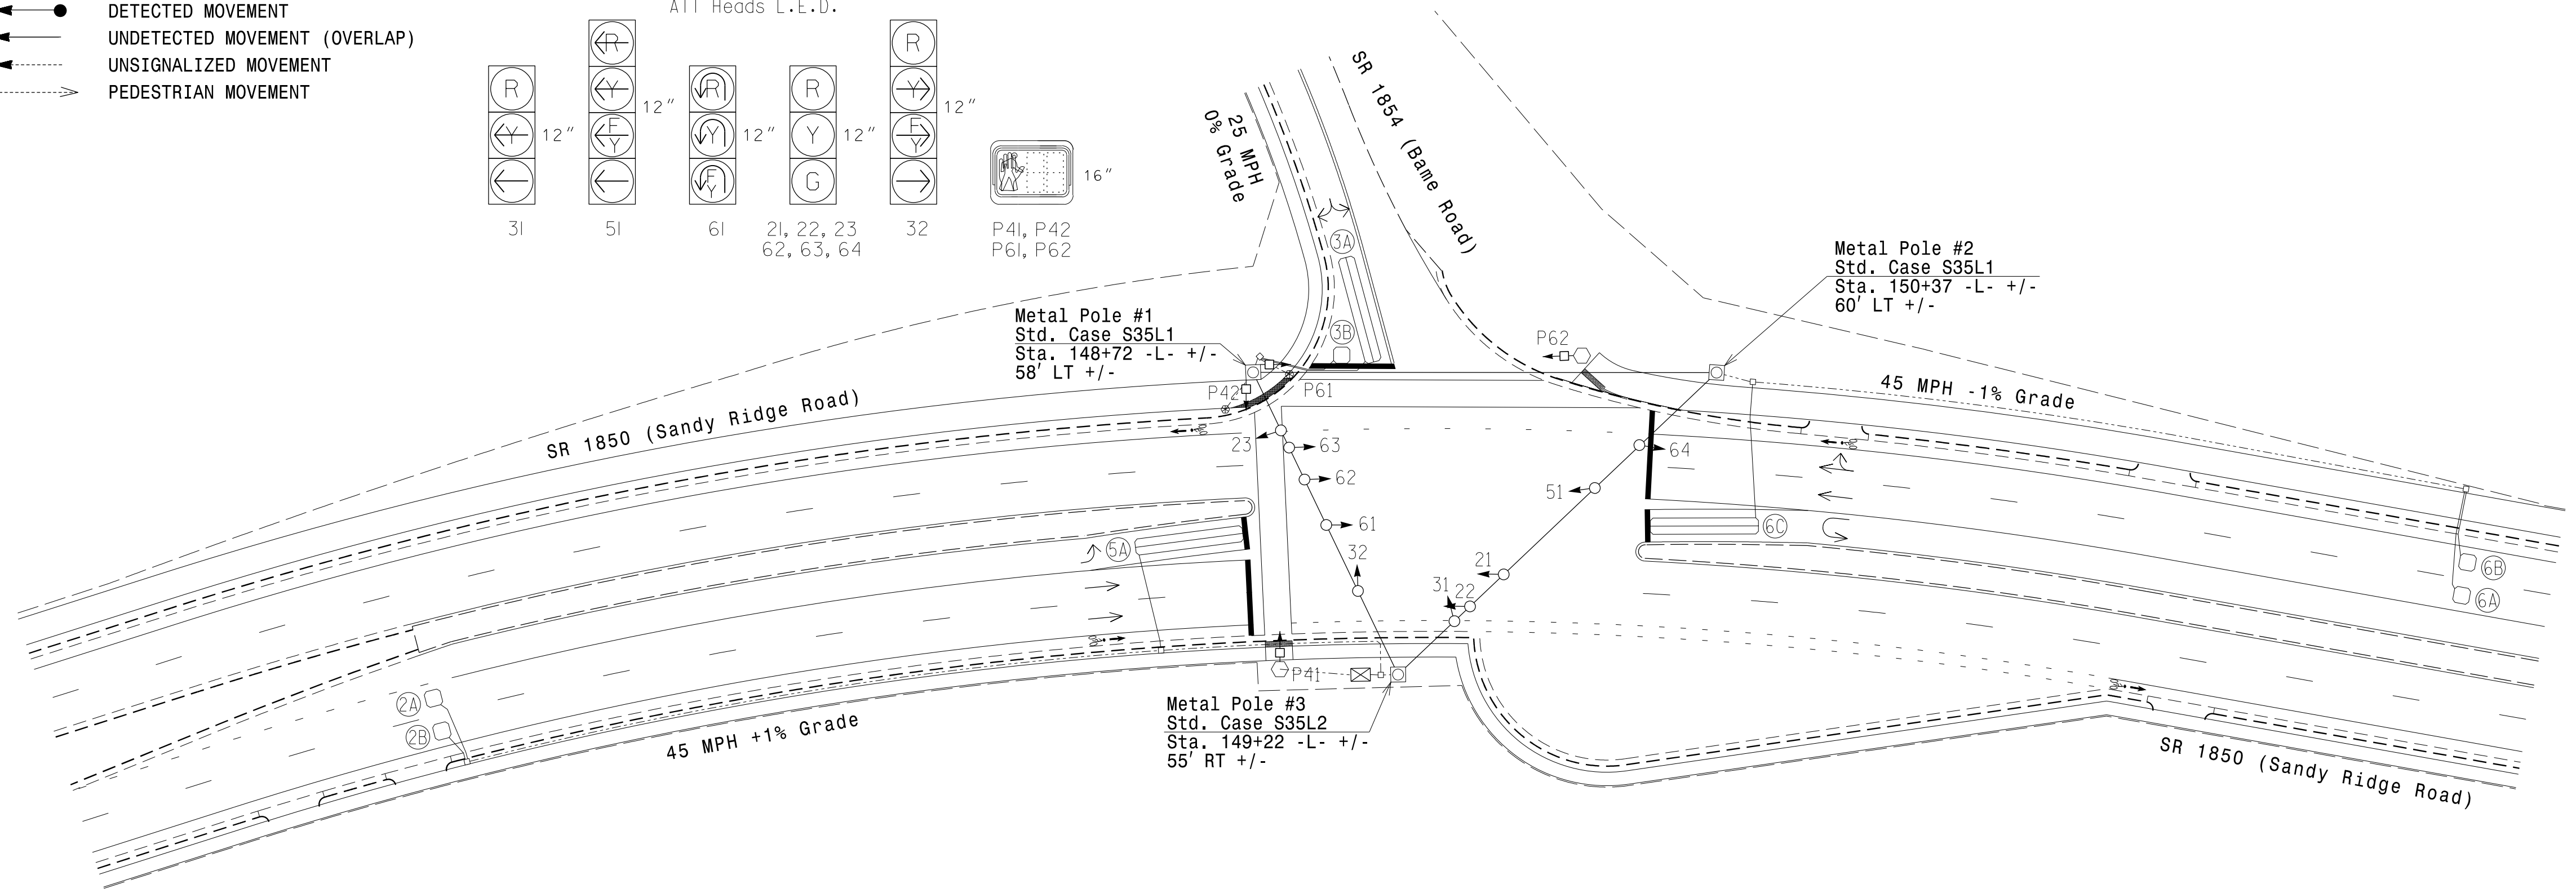 DETECTED MOVEMENT
UNDETECTED MOVEMENT (OVERLAP)
UNSIGNALIZED MOVEMENT
PEDESTRIAN MOVEMENT
All Heads L.E.D.
R
Y
12"
31
R
Y
F
Y
12"
51
R
Y
F
Y
12"
61
R
Y
G
12"
21, 22, 23
62, 63, 64
R
Y
F
Y
12"
32
16"
P41, P42
P61, P62
25 MPH
0% Grade
SR 1854 (Bame Road)
3A
3B
Metal Pole #1
Std. Case S35L1
Sta. 148+72 -L- +/-
58' LT +/-
Metal Pole #2
Std. Case S35L1
Sta. 150+37 -L- +/-
60' LT +/-
P62
P42
P61
SR 1850 (Sandy Ridge Road)
45 MPH -1% Grade
23
63
62
61
32
64
51
21
31
22
5A
6C
6B
6A
2A
2B
P41
45 MPH +1% Grade
Metal Pole #3
Std. Case S35L2
Sta. 149+22 -L- +/-
55' RT +/-
SR 1850 (Sandy Ridge Road)